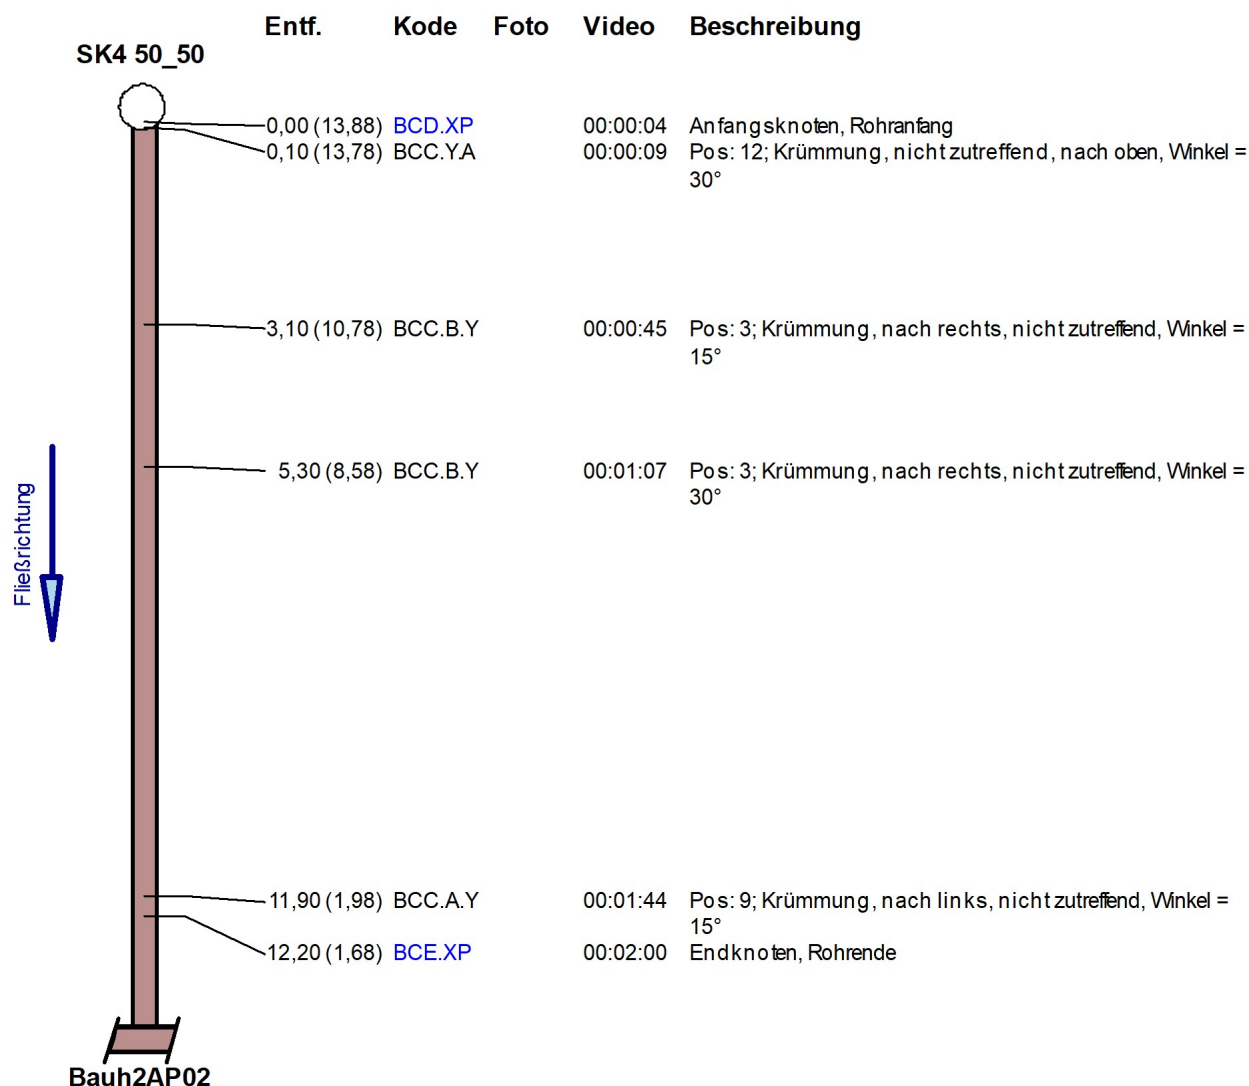 Entf. Kode Foto Video Beschreibung
SK4 50_50
0,00 (13,88) BCD.XP 00:00:04 Anfangsknoten, Rohranfang
0,10 (13,78) BCC.Y.A 00:00:09 Pos: 12; Krümmung, nicht zutreffend, nach oben, Winkel =
30°
3,10 (10,78) BCC.B.Y 00:00:45 Pos: 3; Krümmung, nach rechts, nicht zutreffend, Winkel =
15°
5,30 (8,58) BCC.B.Y 00:01:07 Pos: 3; Krümmung, nach rechts, nicht zutreffend, Winkel =
30°
Fließrichtung
11,90 (1,98) BCC.A.Y 00:01:44 Pos: 9; Krümmung, nach links, nicht zutreffend, Winkel =
15°
12,20 (1,68) BCE.XP 00:02:00 Endknoten, Rohrende
Bauh2AP02